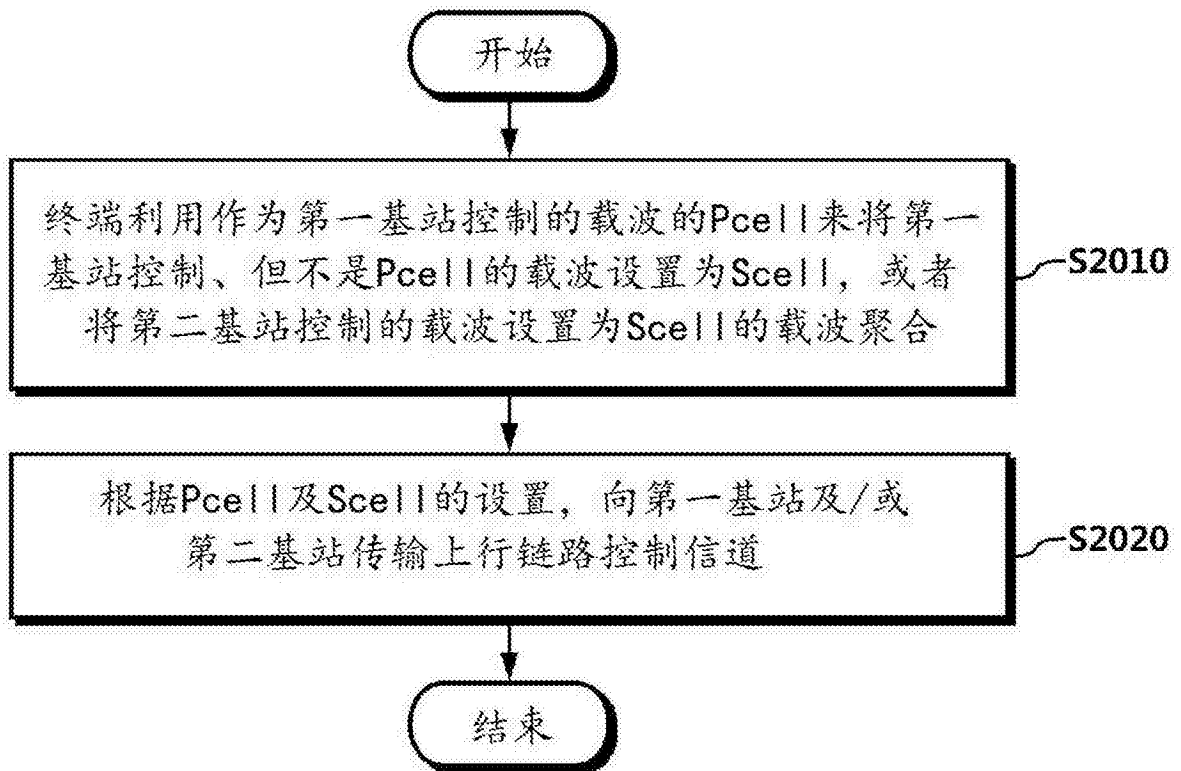 开始
终端利用作为第一基站控制的载波的Pcell来将第一
基站控制、但不是Pcell的载波设置为Scell，或者
将第二基站控制的载波设置为Scell的载波聚合
S2010
根据Pcell及Scell的设置，向第一基站及/或
第二基站传输上行链路控制信道
S2020
结束